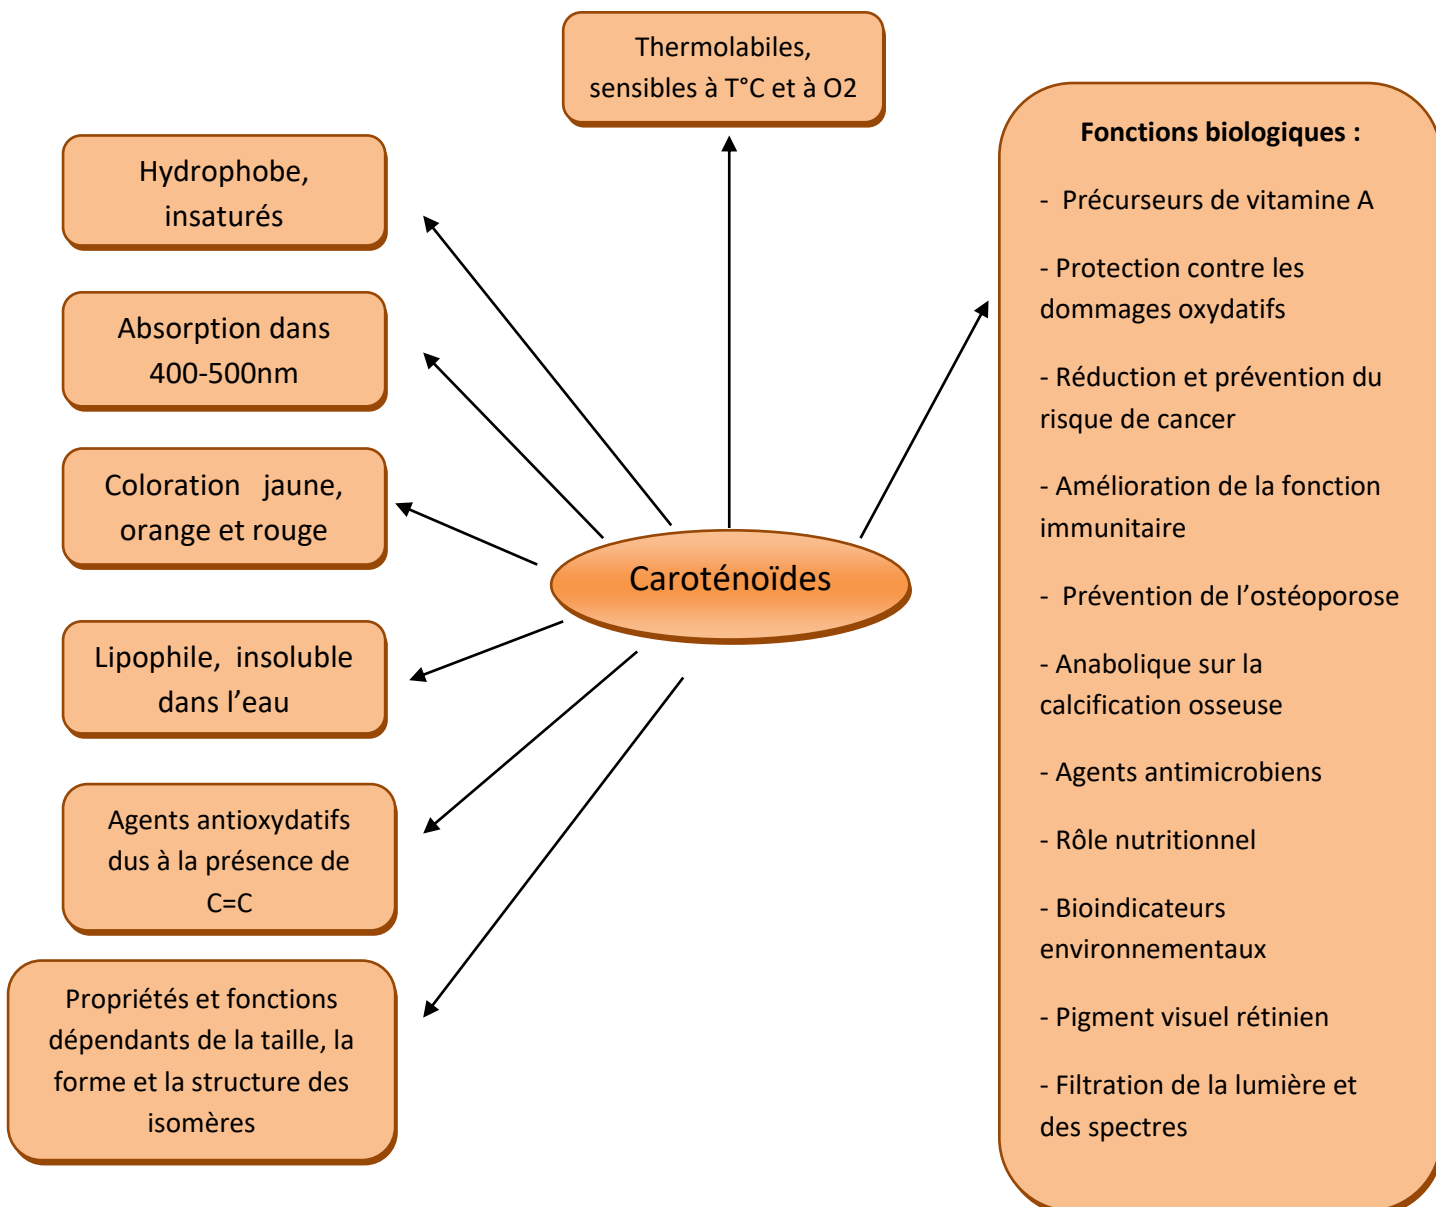 Thermolabiles,
sensibles à T°C et à O2
Hydrophobe,
insaturés
Absorption dans
400-500nm
Coloration jaune,
orange et rouge
Lipophile, insoluble
dans l’eau
Agents antioxydatifs
dus à la présence de
C=C
Propriétés et fonctions
dépendants de la taille, la
forme et la structure des
isomères
Caroténoïdes
Fonctions biologiques :
- Précurseurs de vitamine A
- Protection contre les
dommages oxydatifs
- Réduction et prévention du
risque de cancer
- Amélioration de la fonction
immunitaire
- Prévention de l’ostéoporose
- Anabolique sur la
calcification osseuse
- Agents antimicrobiens
- Rôle nutritionnel
- Bioindicateurs
environnementaux
- Pigment visuel rétinien
- Filtration de la lumière et
des spectres